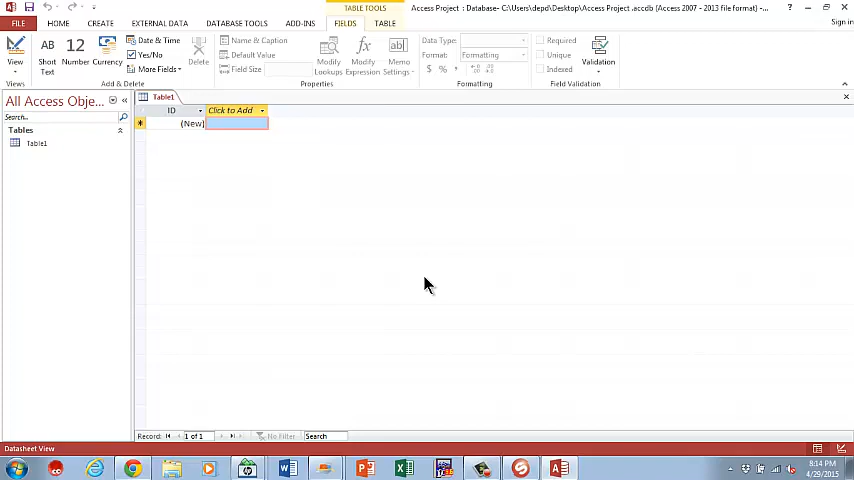 TABLE TOOLS
Access Project : Database- C:\Users\depd\Desktop\Access Project .accdb (Access 2007 - 2013 file format) -...
FILE HOME CREATE EXTERNAL DATA DATABASE TOOLS ADD-INS FIELDS TABLE Sign in
View
AB Short Text
12 Number
Currency
Date & Time
Yes/No
More Fields
Delete
Name & Caption
Default Value
Field Size
Modify Lookups
fx Modify Expression
ab Memo Settings
Data Type:
Format: Formatting
$ % ,
Required
Unique
Indexed
Validation
Views Add & Delete Properties Formatting Field Validation
All Access Obje... «
Search...
Tables
Table1
Table1
ID Click to Add
* (New)
Record: 1 of 1 No Filter Search
Datasheet View
8:14 PM
4/29/2015